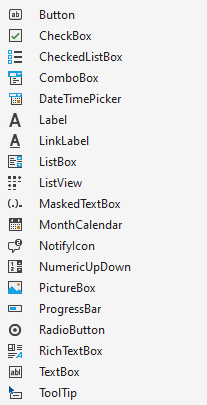 Button
CheckBox
CheckedListBox
ComboBox
DateTimePicker
Label
LinkLabel
ListBox
ListView
MaskedTextBox
MonthCalendar
NotifyIcon
NumericUpDown
PictureBox
ProgressBar
RadioButton
RichTextBox
TextBox
ToolTip